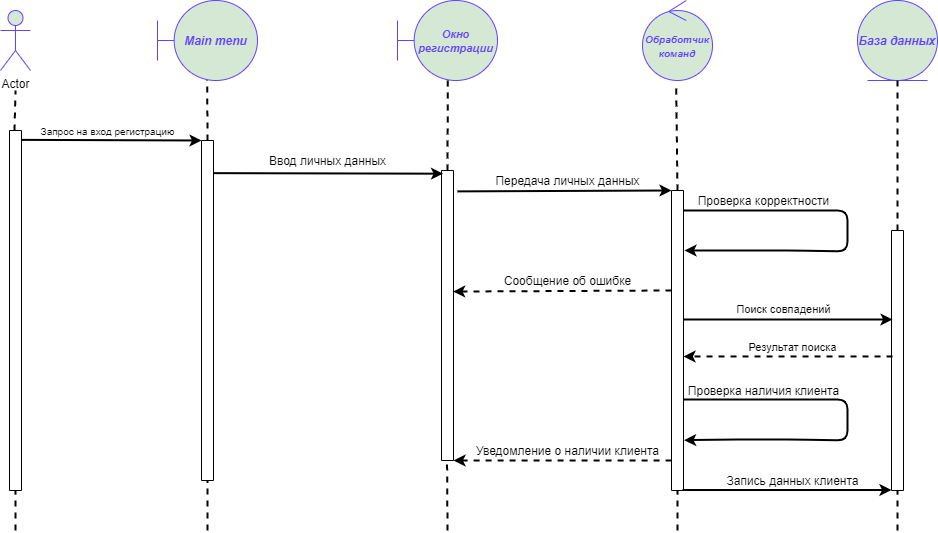 Actor
Main menu
Окно
регистрации
Обработчик
команд
База данных
Запрос на вход регистрацию
Ввод личных данных
Передача личных данных
Проверка корректности
Сообщение об ошибке
Поиск совпадений
Результат поиска
Проверка наличия клиента
Уведомление о наличии клиента
Запись данных клиента